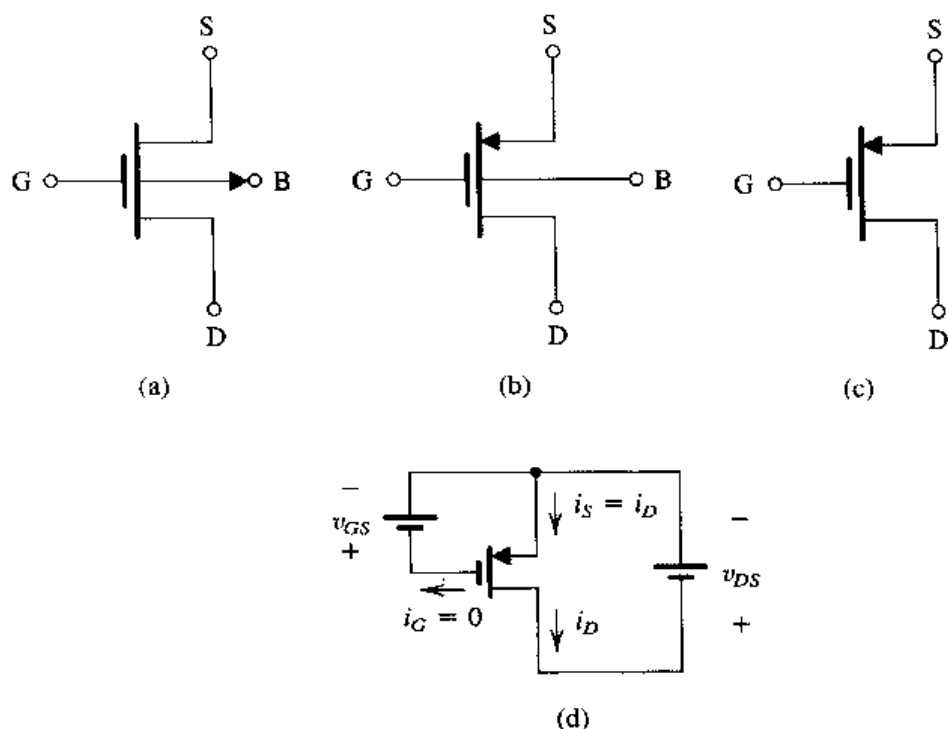 S
G
B
D
(a)
S
G
B
D
(b)
S
G
D
(c)
−
v_GS
+
i_G = 0
i_S = i_D
i_D
−
v_DS
+
(d)